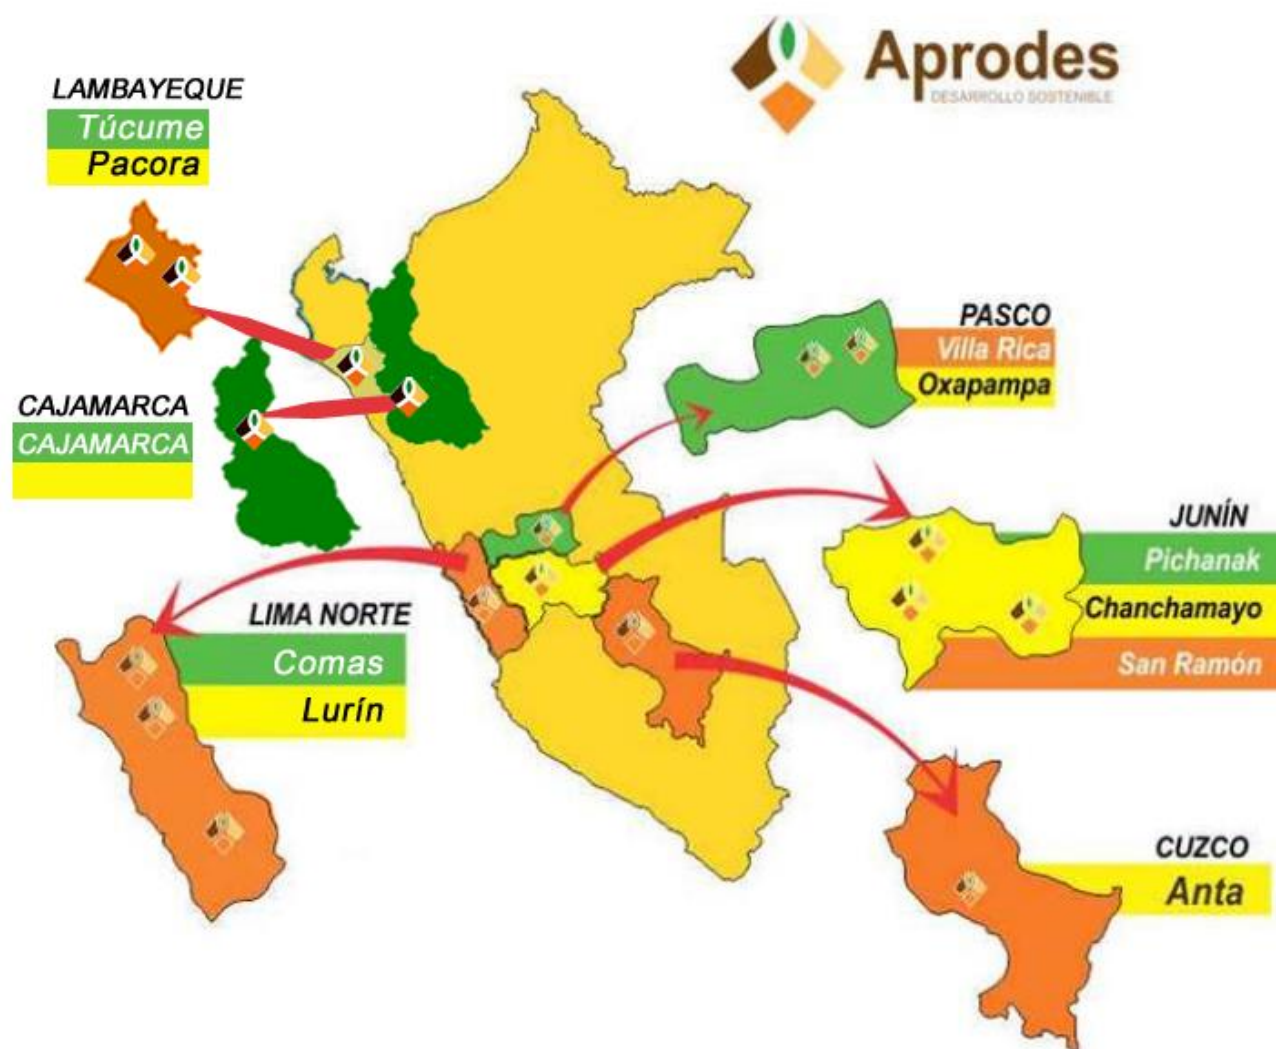 Aprodes
DESARROLLO SOSTENIBLE
LAMBAYEQUE
Túcume
Pacora
CAJAMARCA
CAJAMARCA
PASCO
Villa Rica
Oxapampa
JUNÍN
Pichanak
Chanchamayo
San Ramón
LIMA NORTE
Comas
Lurín
CUZCO
Anta